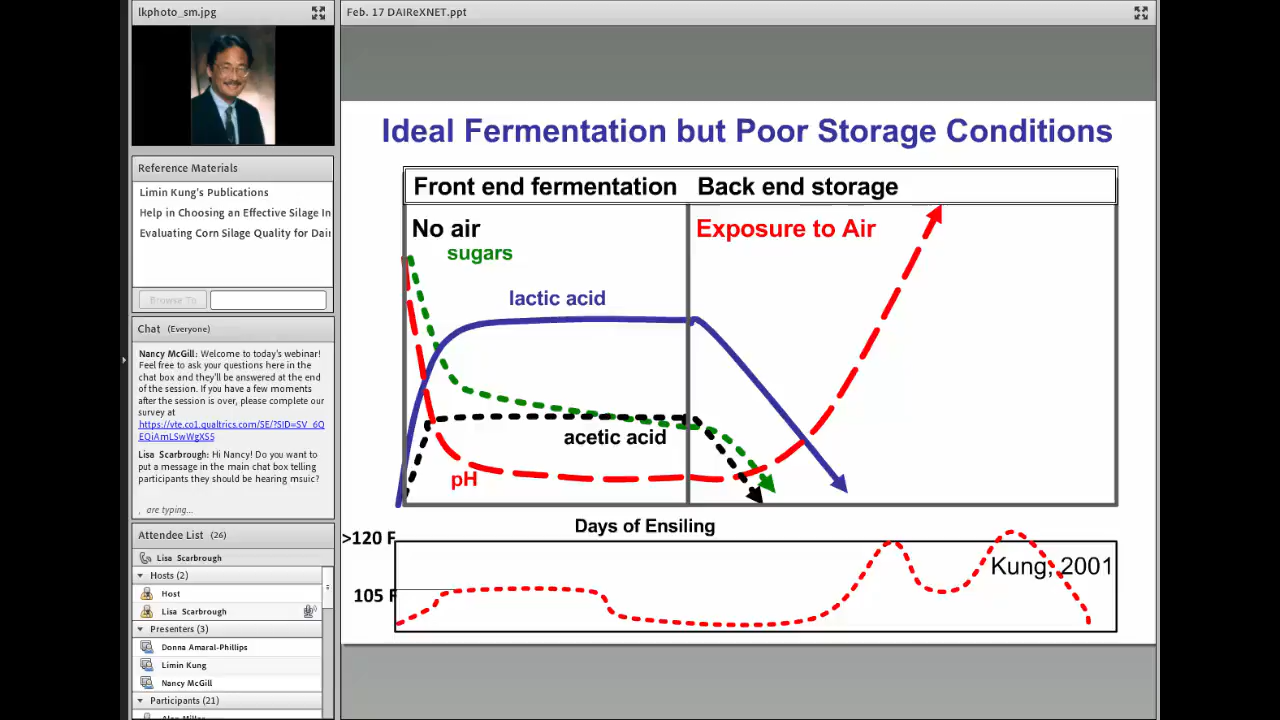 lkphoto_sm.jpg
Reference Materials
Limin Kung's Publications
Help in Choosing an Effective Silage In
Evaluating Corn Silage Quality for Dair
Browse To
Chat (Everyone)
Nancy McGill: Welcome to today's webinar!
Feel free to ask your questions here in the
chat box and they'll be answered at the end
of the session. If you have a few moments
after the session is over, please complete our
survey at
https://vte.co1.qualtrics.com/SE/?SID=SV_6Q
EQiAmLSwWgXS5
Lisa Scarbrough: Hi Nancy! Do you want to
put a message in the main chat box telling
participants they should be hearing msuic?
, are typing...
Attendee List (26)
Lisa Scarbrough
Hosts (2)
Host
Lisa Scarbrough
Presenters (3)
Donna Amaral-Phillips
Limin Kung
Nancy McGill
Participants (21)
Feb. 17 DAIReXNET.ppt
Ideal Fermentation but Poor Storage Conditions
Front end fermentation Back end storage
No air
Exposure to Air
sugars
lactic acid
acetic acid
pH
Days of Ensiling
>120 F
105 F
Kung, 2001